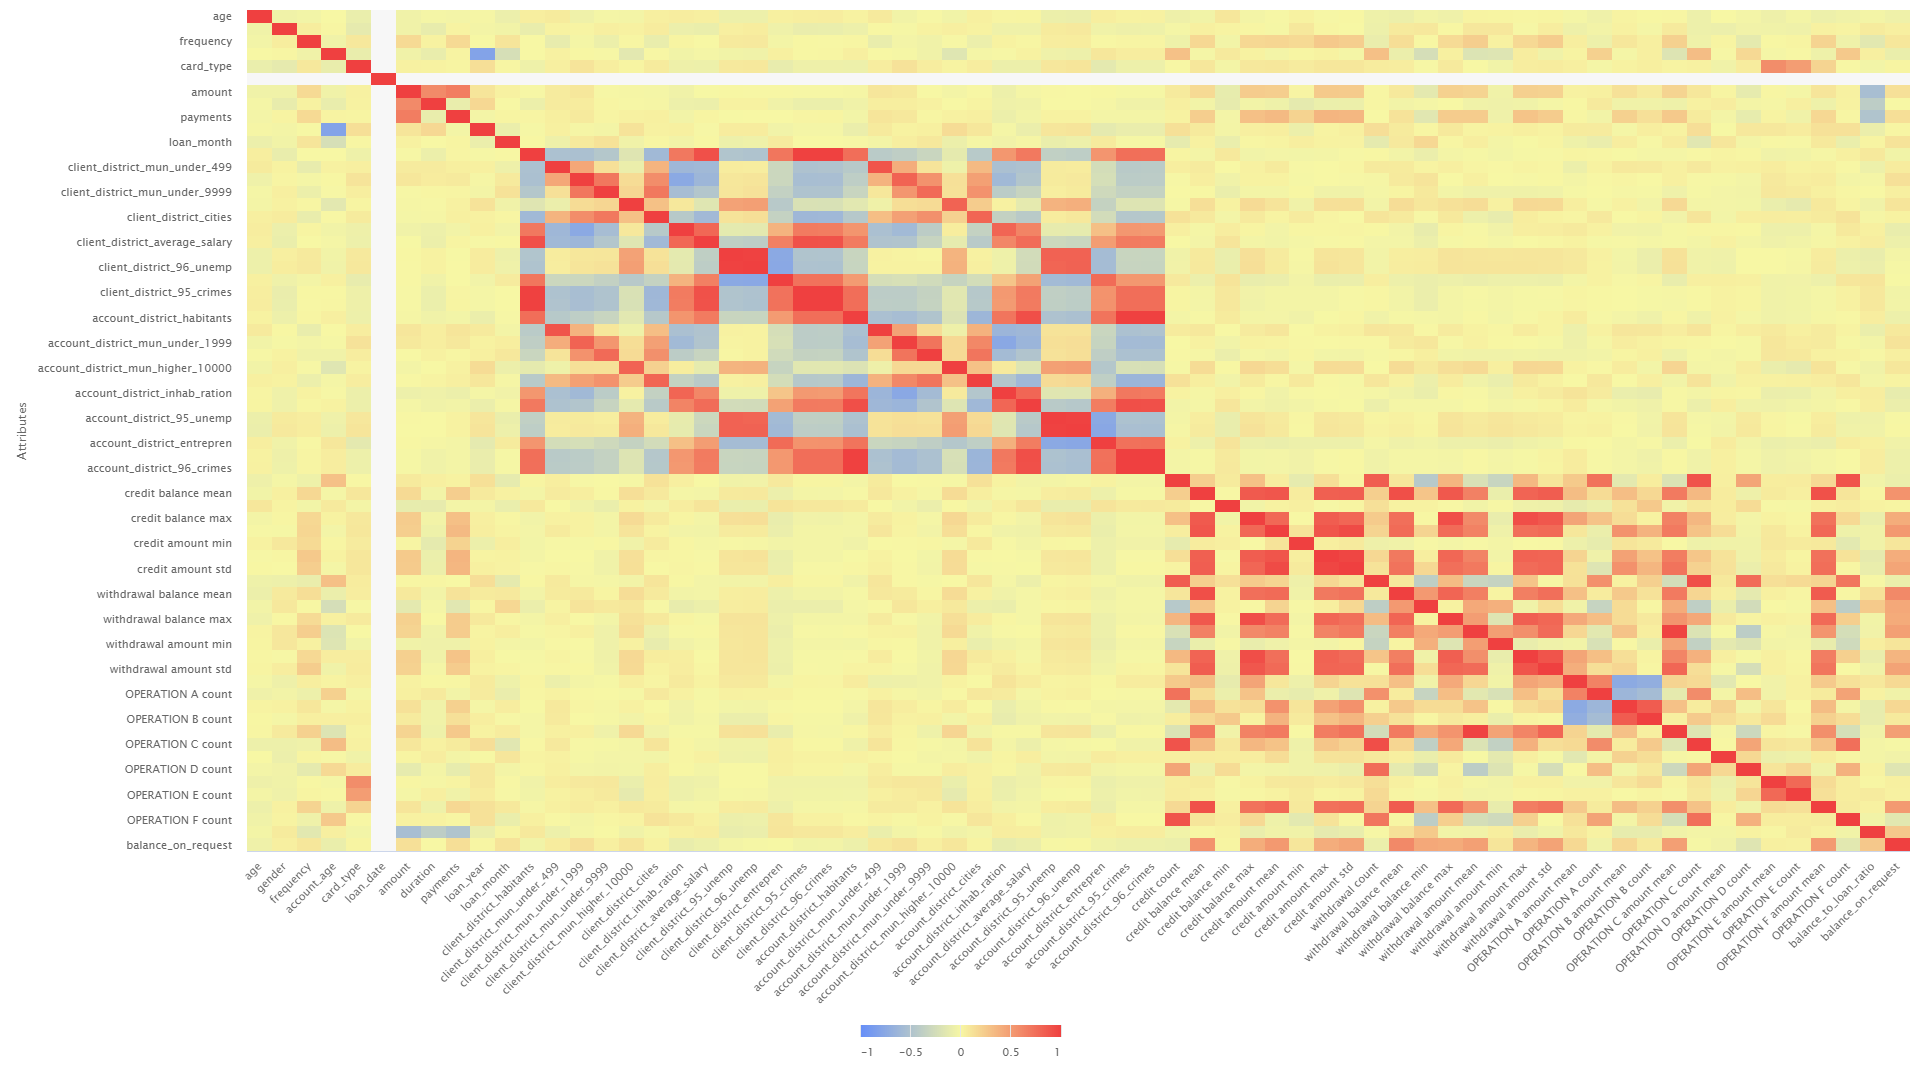 Attributes
age
frequency
card_type
amount
payments
loan_month
client_district_mun_under_499
client_district_mun_under_9999
client_district_cities
client_district_average_salary
client_district_96_unemp
client_district_95_crimes
account_district_habitants
account_district_mun_under_1999
account_district_mun_higher_10000
account_district_inhab_ration
account_district_95_unemp
account_district_entrepren
account_district_96_crimes
credit balance mean
credit balance max
credit amount min
credit amount std
withdrawal balance mean
withdrawal balance max
withdrawal amount min
withdrawal amount std
OPERATION A count
OPERATION B count
OPERATION C count
OPERATION D count
OPERATION E count
OPERATION F count
balance_on_request
age
gender
frequency
account_age
card_type
loan_date
amount
duration
payments
loan_year
loan_month
client_district_habitants
client_district_mun_under_499
client_district_mun_under_1999
client_district_mun_under_9999
client_district_mun_higher_10000
client_district_cities
client_district_inhab_ration
client_district_average_salary
client_district_95_unemp
client_district_96_unemp
client_district_entrepren
client_district_95_crimes
client_district_96_crimes
account_district_habitants
account_district_mun_under_499
account_district_mun_under_1999
account_district_mun_under_9999
account_district_mun_higher_10000
account_district_cities
account_district_inhab_ration
account_district_average_salary
account_district_95_unemp
account_district_96_unemp
account_district_entrepren
account_district_95_crimes
account_district_96_crimes
credit count
credit balance mean
credit balance min
credit balance max
credit amount mean
credit amount min
credit amount max
credit amount std
withdrawal count
withdrawal balance mean
withdrawal balance min
withdrawal balance max
withdrawal amount mean
withdrawal amount min
withdrawal amount max
withdrawal amount std
OPERATION A amount mean
OPERATION A count
OPERATION B amount mean
OPERATION B count
OPERATION C amount mean
OPERATION C count
OPERATION D amount mean
OPERATION D count
OPERATION E amount mean
OPERATION E count
OPERATION F amount mean
OPERATION F count
balance_to_loan_ratio
balance_on_request
-1 -0.5 0 0.5 1